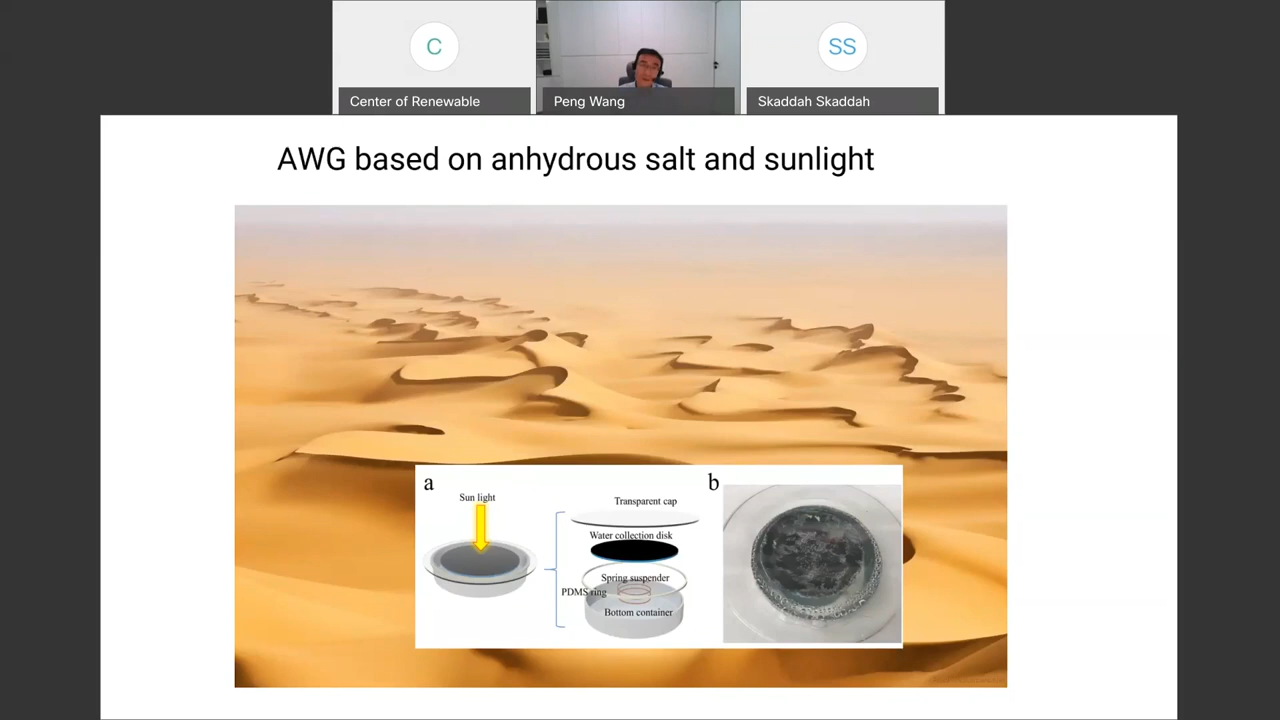 C
SS
Center of Renewable
Peng Wang
Skaddah Skaddah
AWG based on anhydrous salt and sunlight
a
b
Sun light
Transparent cap
Water collection disk
Spring suspender
PDMS ring
Bottom container